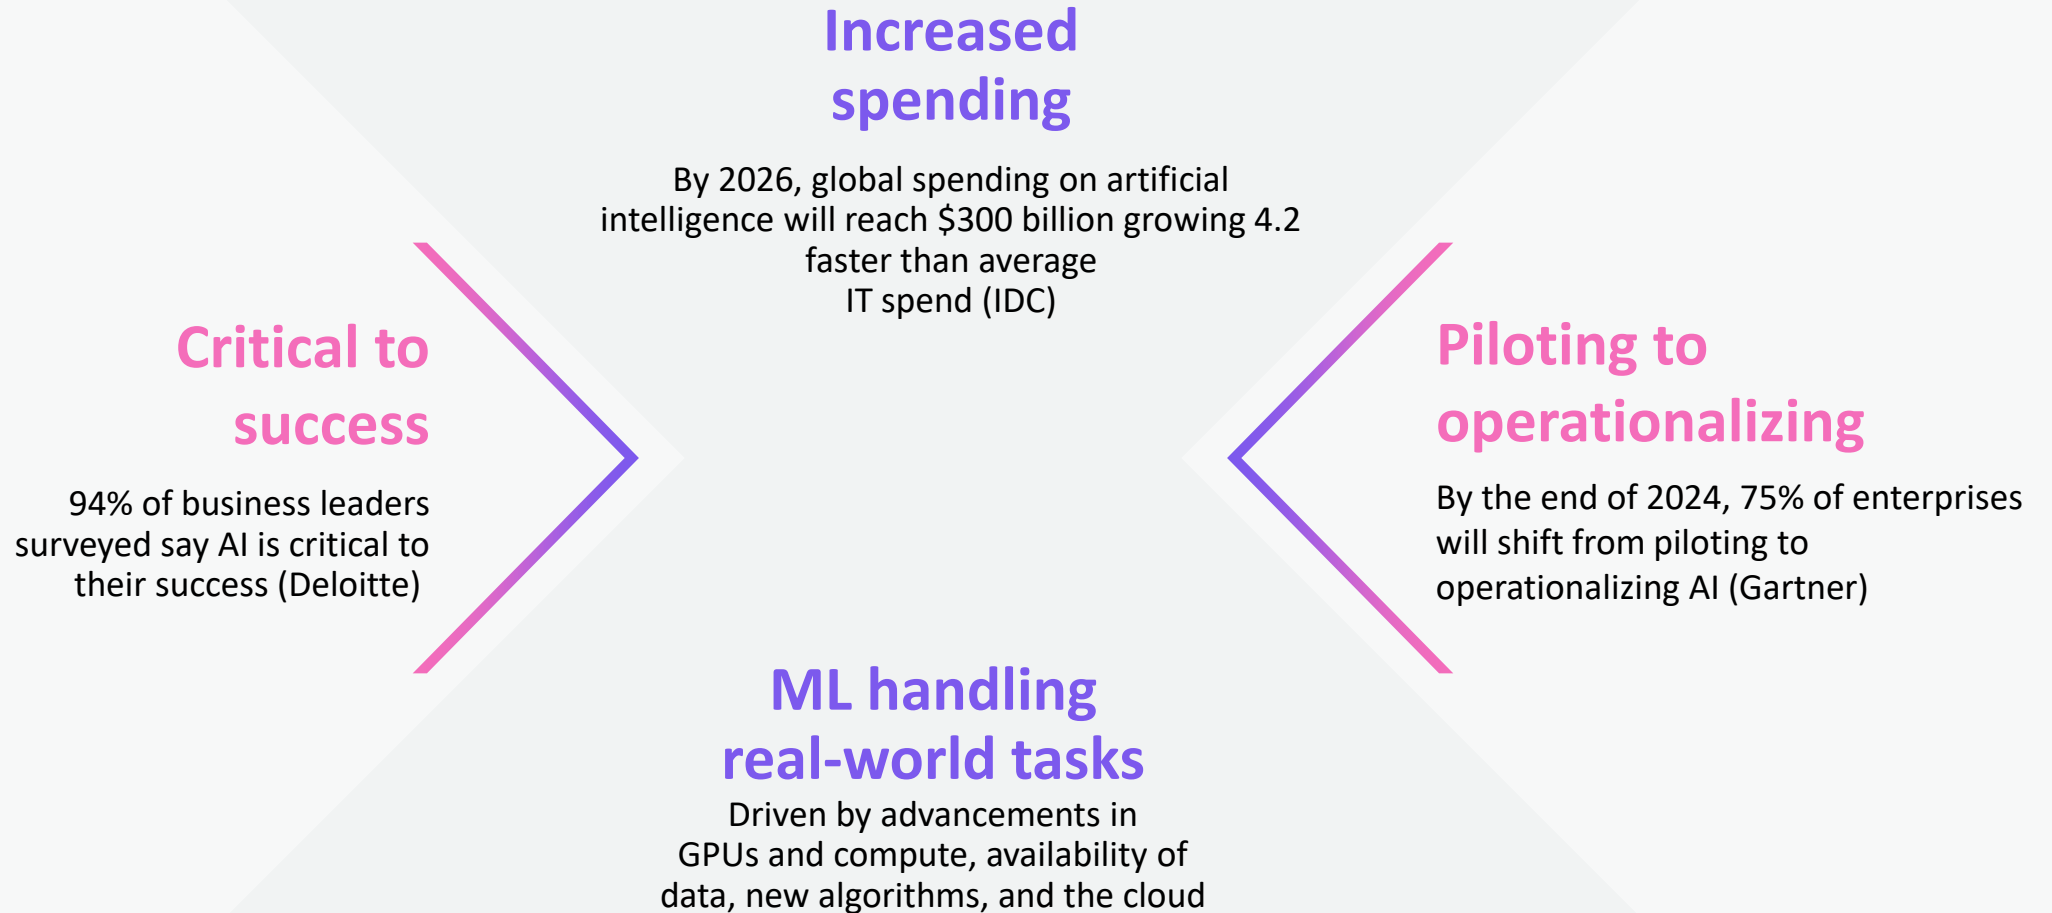 Increased
spending
By 2026, global spending on artificial
intelligence will reach $300 billion growing 4.2
faster than average
IT spend (IDC)
Critical to
success
94% of business leaders
surveyed say AI is critical to
their success (Deloitte)
Piloting to
operationalizing
By the end of 2024, 75% of enterprises
will shift from piloting to
operationalizing AI (Gartner)
ML handling
real-world tasks
Driven by advancements in
GPUs and compute, availability of
data, new algorithms, and the cloud